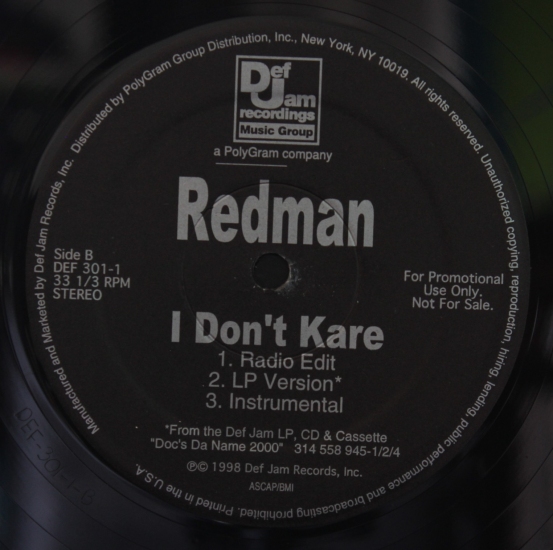 Manufactured and Marketed by Def Jam Records, Inc. Distributed by PolyGram Group Distribution, Inc., New York, NY 10019. All rights reserved. Unauthorized copying, reproduction, hiring, lending, public performance and broadcasting prohibited. Printed in the U.S.A.
Def
Jam
recordings
Music Group
a PolyGram company
Redman
Side B
DEF 301-1
33 1/3 RPM
STEREO
For Promotional
Use Only.
Not For Sale.
I Don't Kare
1. Radio Edit
2. LP Version*
3. Instrumental
*From the Def Jam LP, CD & Cassette
"Doc's Da Name 2000" 314 558 945-1/2/4
℗© 1998 Def Jam Records, Inc.
ASCAP/BMI